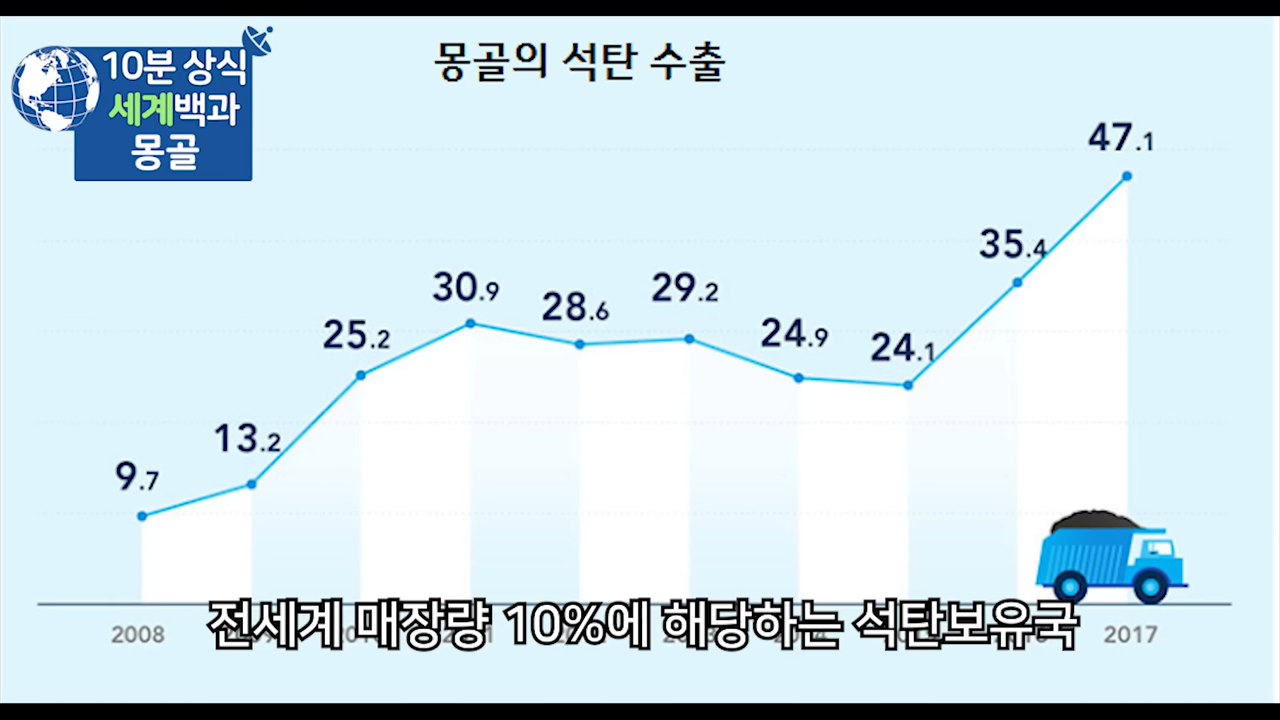 10분 상식
세계백과
몽골
몽골의 석탄 수출
9.7
13.2
25.2
30.9
28.6
29.2
24.9
24.1
35.4
47.1
전세계 매장량 10%에 해당하는 석탄보유국
2008
2017